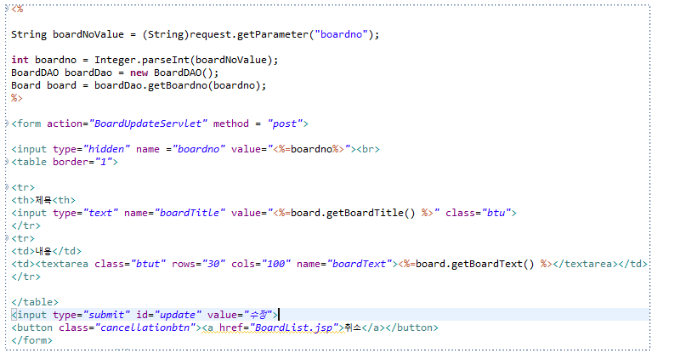 <%
String boardNoValue = (String)request.getParameter("boardno");
int boardno = Integer.parseInt(boardNoValue);
BoardDAO boardDao = new BoardDAO();
Board board = boardDao.getBoardno(boardno);
%>
<form action="BoardUpdateServlet" method = "post">
<input type="hidden" name ="boardno" value="<%=boardno%>"><br>
<table border="1">
<tr>
<th>제목<th>
<input type="text" name="boardTitle" value="<%=board.getBoardTitle() %>" class="btu">
</tr>
<tr>
<td>내용</td>
<td><textarea class="btut" rows="30" cols="100" name="boardText"><%=board.getBoardText() %></textarea></td>
</tr>
</table>
<input type="submit" id="update" value="수정">
<button class="cancellationbtn"><a href="BoardList.jsp">취소</a></button>
</form>